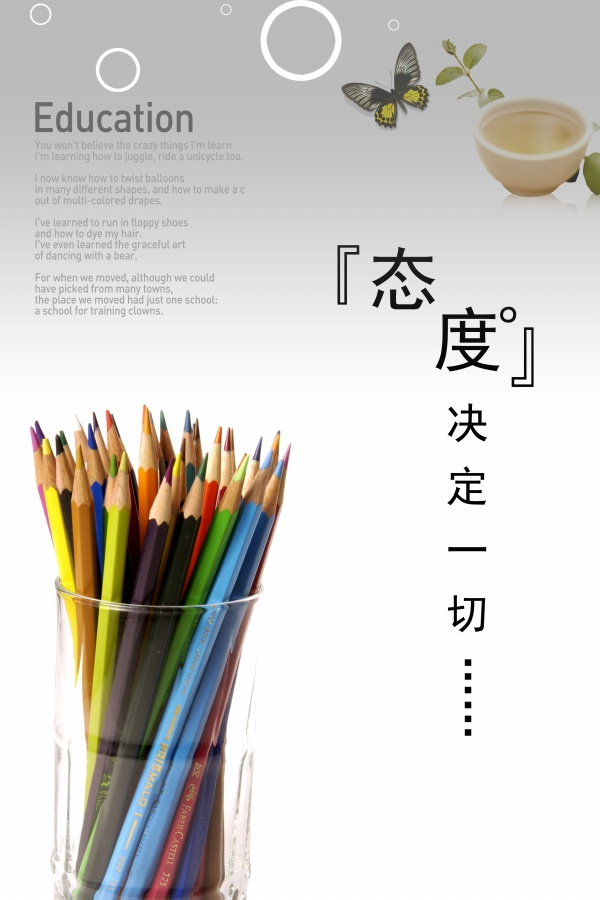 Education
You won't believe the crazy things I'm learn
I'm learning how to juggle, ride a unicycle too.
I now know how to twist balloons
in many different shapes, and how to make a c
out of multi-colored drapes.
I've learned to run in floppy shoes
and how to dye my hair.
I've even learned the graceful art
of dancing with a bear.
For when we moved, although we could
have picked from many towns,
the place we moved had just one school:
a school for training clowns.
『态度』
决定一切……
PRISMALO I
FABER-CASTELL 329